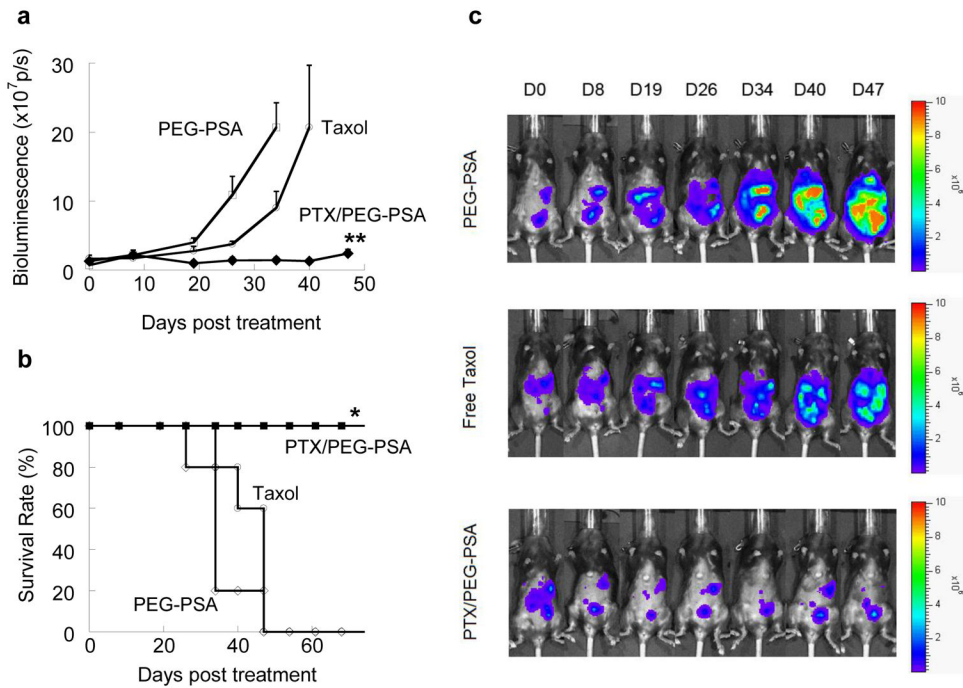 a
Bioluminescence (x10⁷p/s)
30
20
10
0
PEG-PSA
Taxol
PTX/PEG-PSA
**
0 10 20 30 40 50
Days post treatment
b
Survival Rate (%)
100
80
60
40
20
0
*
PTX/PEG-PSA
Taxol
PEG-PSA
0 20 40 60
Days post treatment
c
D0 D8 D19 D26 D34 D40 D47
PEG-PSA
10
8
6
4
2
x10⁶
Free Taxol
10
8
6
4
2
x10⁶
PTX/PEG-PSA
10
8
6
4
2
x10⁶